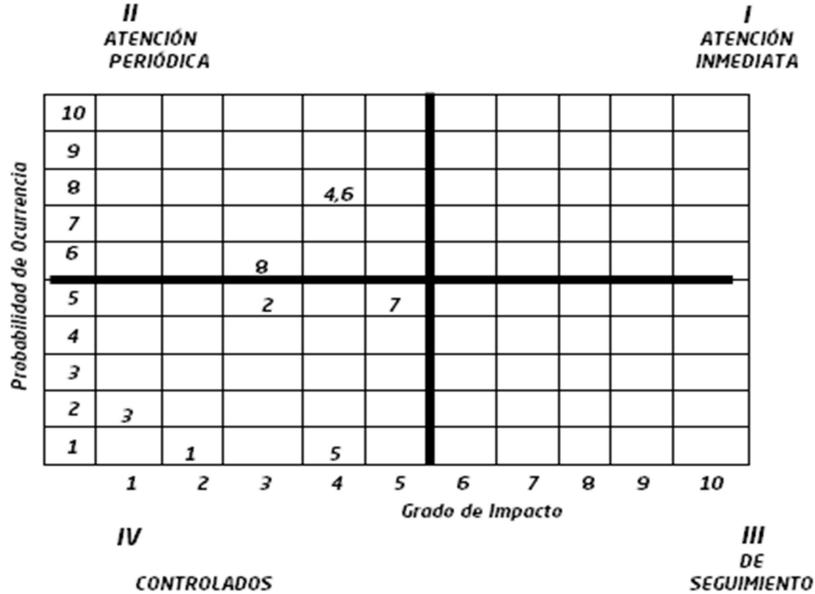 II
ATENCIÓN
PERIÓDICA
I
ATENCIÓN
INMEDIATA
Probabilidad de Ocurrencia
10
9
8 4,6
7
6 8
5 2 7
4
3
2 3
1 1 5
1 2 3 4 5 6 7 8 9 10
Grado de Impacto
IV
CONTROLADOS
III
DE
SEGUIMIENTO